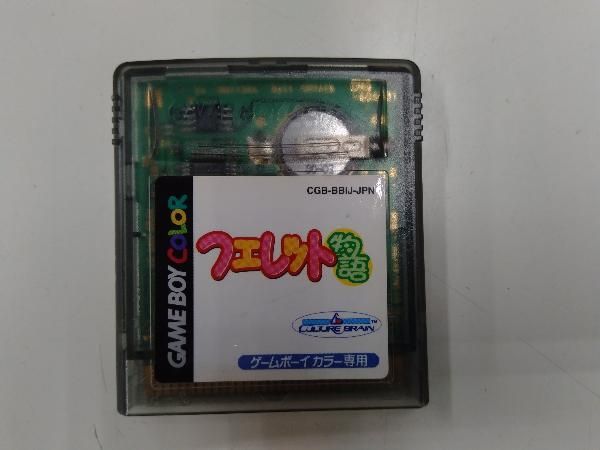 CGB-BBIJ-JPN
GAME BOY COLOR
フェレット物語
CULTURE BRAIN™
ゲームボーイ カラー専用